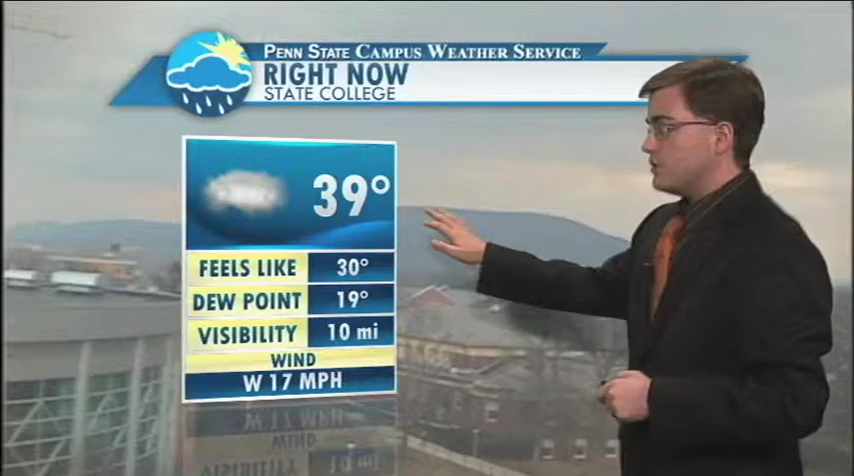 PENN STATE CAMPUS WEATHER SERVICE
RIGHT NOW
STATE COLLEGE
39°
FEELS LIKE 30°
DEW POINT 19°
VISIBILITY 10 mi
WIND
W 17 MPH